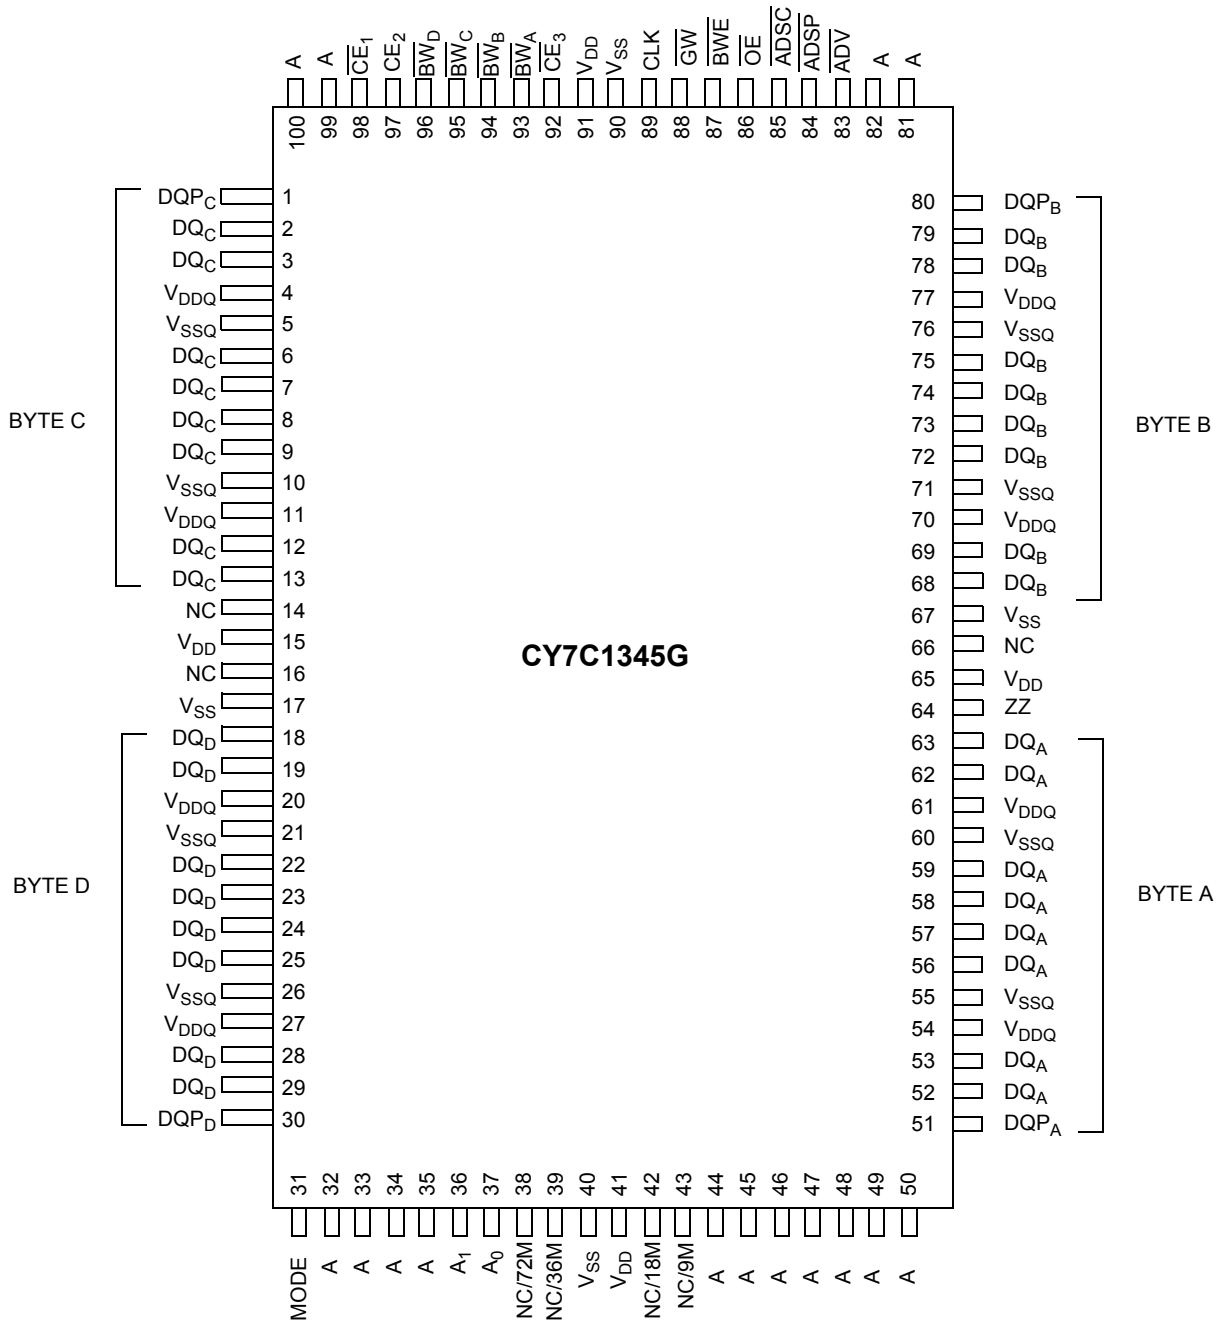 A A CE1 CE2 BWD BWC BWB BWA CE3 VDD VSS CLK GW BWE OE ADSC ADSP ADV A A
100 99 98 97 96 95 94 93 92 91 90 89 88 87 86 85 84 83 82 81
DQPC 1 80 DQPB
DQC 2 79 DQB
DQC 3 78 DQB
VDDQ 4 77 VDDQ
VSSQ 5 76 VSSQ
DQC 6 75 DQB
DQC 7 74 DQB
BYTE C DQC 8 73 DQB BYTE B
DQC 9 72 DQB
VSSQ 10 71 VSSQ
VDDQ 11 70 VDDQ
DQC 12 69 DQB
DQC 13 68 DQB
NC 14 67 VSS
VDD 15 66 NC
CY7C1345G
NC 16 65 VDD
VSS 17 64 ZZ
DQD 18 63 DQA
DQD 19 62 DQA
VDDQ 20 61 VDDQ
VSSQ 21 60 VSSQ
DQD 22 59 DQA
BYTE D DQD 23 58 DQA BYTE A
DQD 24 57 DQA
DQD 25 56 DQA
VSSQ 26 55 VSSQ
VDDQ 27 54 VDDQ
DQD 28 53 DQA
DQD 29 52 DQA
DQPD 30 51 DQPA
31 32 33 34 35 36 37 38 39 40 41 42 43 44 45 46 47 48 49 50
MODE A A A A A1 A0 NC/72M NC/36M VSS VDD NC/18M NC/9M A A A A A A A